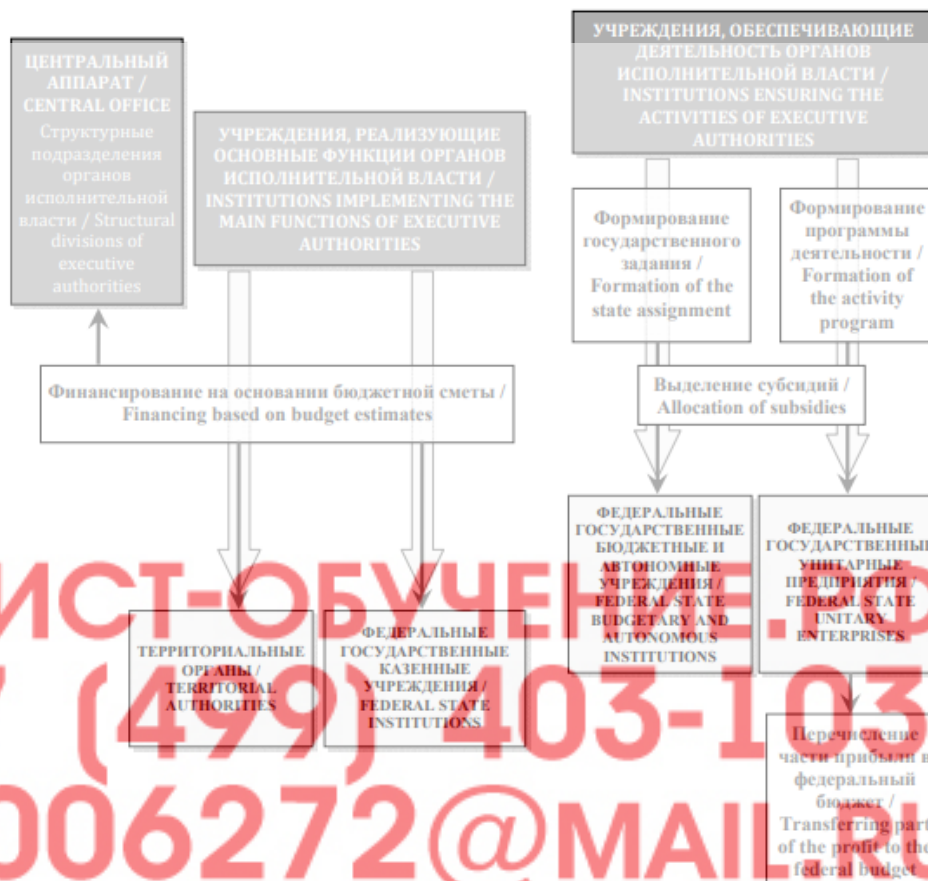 ЦЕНТРАЛЬНЫЙ
АППАРАТ /
CENTRAL OFFICE
Структурные
подразделения
органов
исполнительной
власти / Structural
divisions of
executive
authorities
УЧРЕЖДЕНИЯ, РЕАЛИЗУЮЩИЕ
ОСНОВНЫЕ ФУНКЦИИ ОРГАНОВ
ИСПОЛНИТЕЛЬНОЙ ВЛАСТИ /
INSTITUTIONS IMPLEMENTING THE
MAIN FUNCTIONS OF EXECUTIVE
AUTHORITIES
УЧРЕЖДЕНИЯ, ОБЕСПЕЧИВАЮЩИЕ
ДЕЯТЕЛЬНОСТЬ ОРГАНОВ
ИСПОЛНИТЕЛЬНОЙ ВЛАСТИ /
INSTITUTIONS ENSURING THE
ACTIVITIES OF EXECUTIVE
AUTHORITIES
Формирование
государственного
задания /
Formation of the
state assignment
Формирование
программы
деятельности /
Formation of
the activity
program
Финансирование на основании бюджетной сметы /
Financing based on budget estimates
Выделение субсидий /
Allocation of subsidies
ФЕДЕРАЛЬНЫЕ
ГОСУДАРСТВЕННЫЕ
БЮДЖЕТНЫЕ И
АВТОНОМНЫЕ
УЧРЕЖДЕНИЯ /
FEDERAL STATE
BUDGETARY AND
AUTONOMOUS
INSTITUTIONS
ФЕДЕРАЛЬНЫЕ
ГОСУДАРСТВЕННЫЕ
УНИТАРНЫЕ
ПРЕДПРИЯТИЯ /
FEDERAL STATE
UNITARY
ENTERPRISES
ТЕРРИТОРИАЛЬНЫЕ
ОРГАНЫ /
TERRITORIAL
AUTHORITIES
ФЕДЕРАЛЬНЫЕ
ГОСУДАРСТВЕННЫЕ
КАЗЕННЫЕ
УЧРЕЖДЕНИЯ /
FEDERAL STATE
INSTITUTIONS
Перечисление
части прибыли в
федеральный
бюджет /
Transferring part
of the profit to the
federal budget
ИСТ-ОБУЧЕНИЕ.РФ
7 (499) 403-103
006272@MAIL.RU